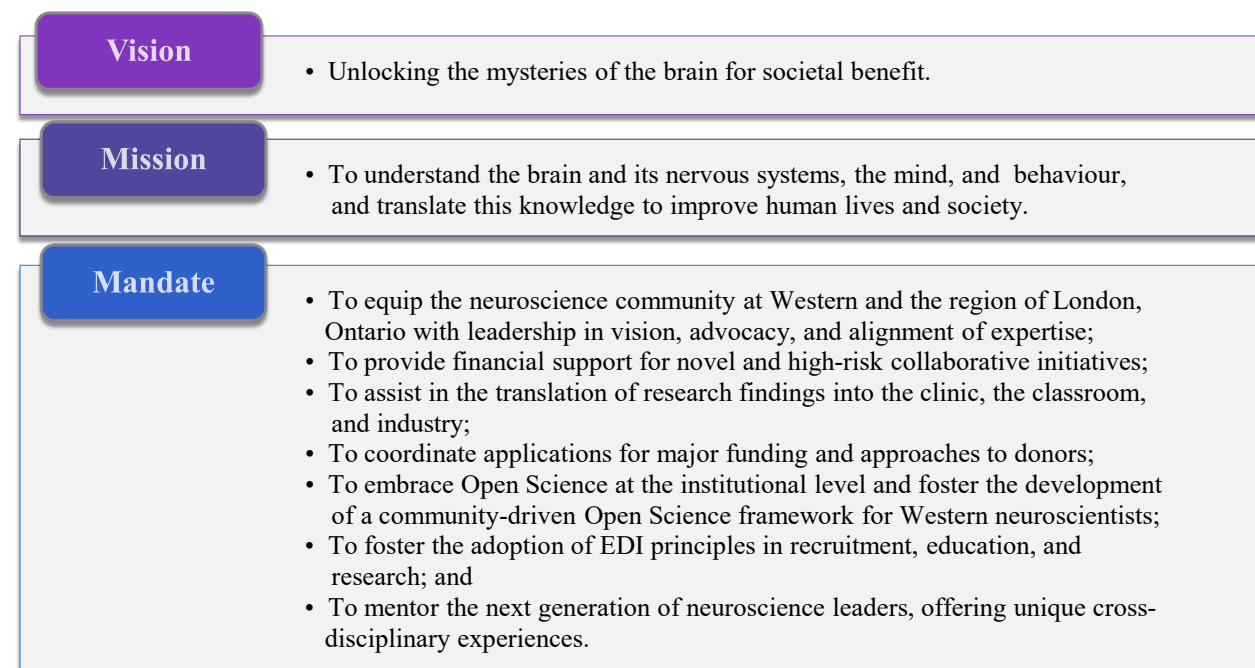 Vision
• Unlocking the mysteries of the brain for societal benefit.
Mission
• To understand the brain and its nervous systems, the mind, and  behaviour,
and translate this knowledge to improve human lives and society.
Mandate
• To equip the neuroscience community at Western and the region of London,
Ontario with leadership in vision, advocacy, and alignment of expertise;
• To provide financial support for novel and high-risk collaborative initiatives;
• To assist in the translation of research findings into the clinic, the classroom,
and industry;
• To coordinate applications for major funding and approaches to donors;
• To embrace Open Science at the institutional level and foster the development
of a community-driven Open Science framework for Western neuroscientists;
• To foster the adoption of EDI principles in recruitment, education, and
research; and
• To mentor the next generation of neuroscience leaders, offering unique cross-
disciplinary experiences.